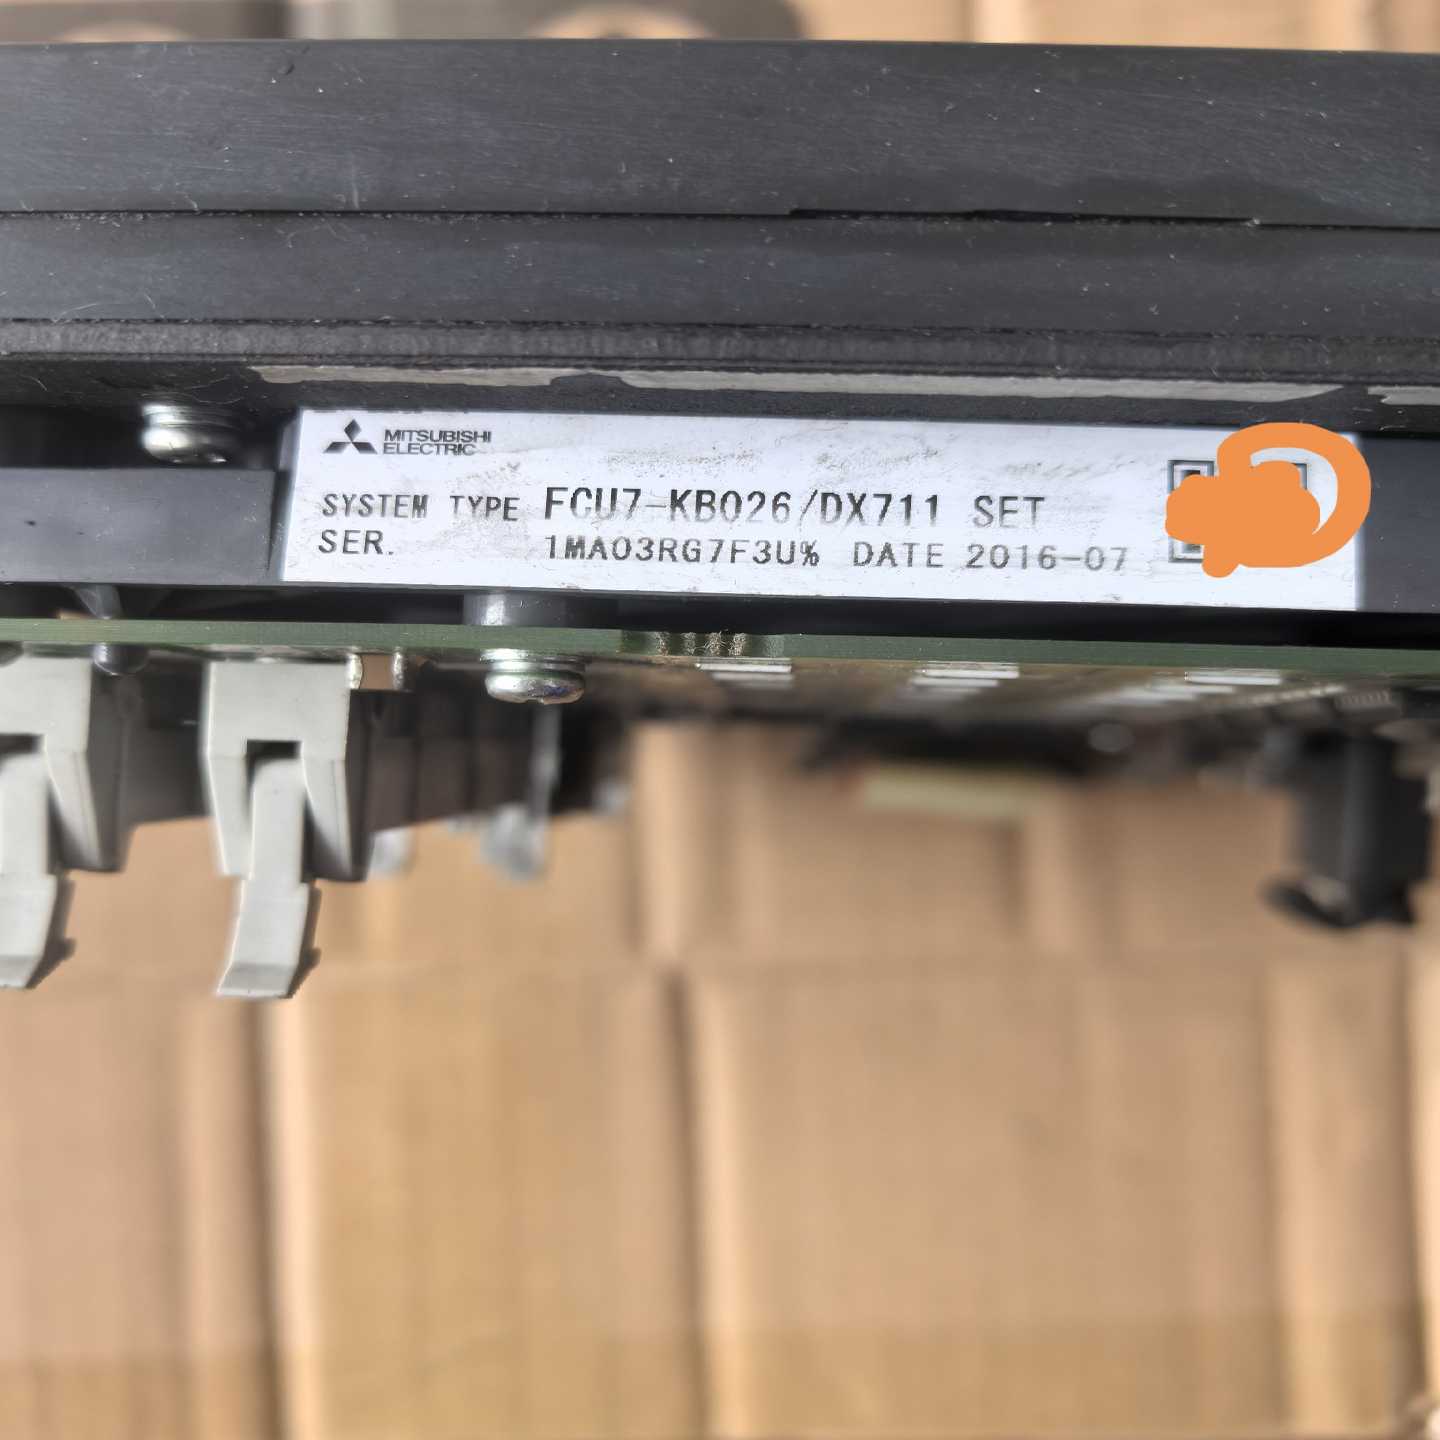 MITSUBISHI
ELECTRIC
SYSTEM TYPE FCU7-KB026/DX711 SET
SER. 1MA03RG7F3U% DATE 2016-07